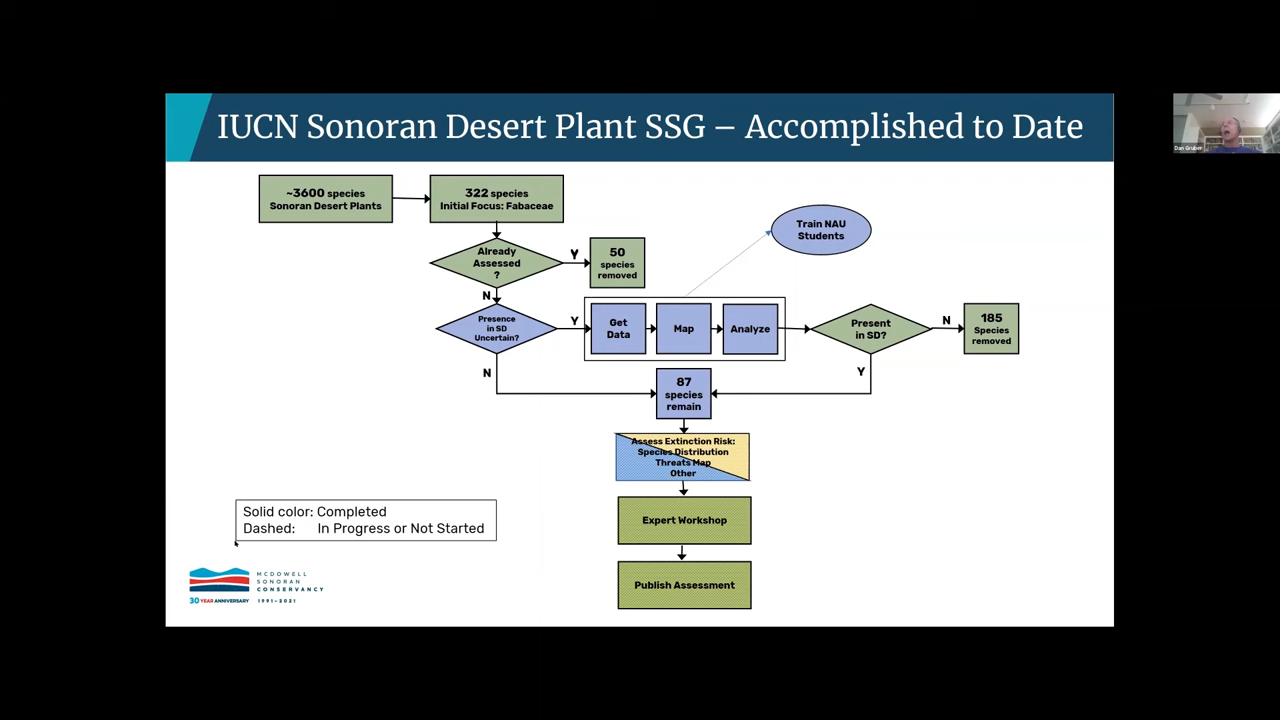 IUCN Sonoran Desert Plant SSG – Accomplished to Date
Dan Gruber
~3600 species
Sonoran Desert Plants
322 species
Initial Focus: Fabaceae
Train NAU
Students
Already
Assessed
?
Y
50
species
removed
N
Presence
in SD
Uncertain?
Y
Get
Data
Map
Analyze
Present
in SD?
N
185
Species
removed
N
Y
87
species
remain
Assess Extinction Risk:
Species Distribution
Threats Map
Other
Solid color: Completed
Dashed: In Progress or Not Started
Expert Workshop
Publish Assessment
MCDOWELL
SONORAN
CONSERVANCY
30 YEAR ANNIVERSARY 1991–2021